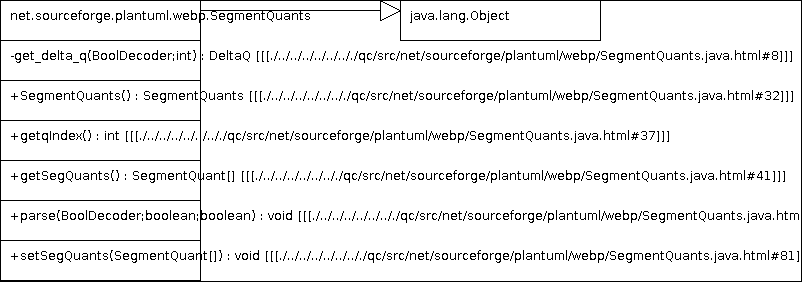 net.sourceforge.plantuml.webp.SegmentQuants
java.lang.Object
-get_delta_q(BoolDecoder;int) : DeltaQ [[[./../../../../../../../qc/src/net/sourceforge/plantuml/webp/SegmentQuants.java.html#8]]]
+SegmentQuants() : SegmentQuants [[[./../../../../../../../qc/src/net/sourceforge/plantuml/webp/SegmentQuants.java.html#32]]]
+getqIndex() : int [[[./../../../../../../../qc/src/net/sourceforge/plantuml/webp/SegmentQuants.java.html#37]]]
+getSegQuants() : SegmentQuant[] [[[./../../../../../../../qc/src/net/sourceforge/plantuml/webp/SegmentQuants.java.html#41]]]
+parse(BoolDecoder;boolean;boolean) : void [[[./../../../../../../../qc/src/net/sourceforge/plantuml/webp/SegmentQuants.java.htm
+setSegQuants(SegmentQuant[]) : void [[[./../../../../../../../qc/src/net/sourceforge/plantuml/webp/SegmentQuants.java.html#81]